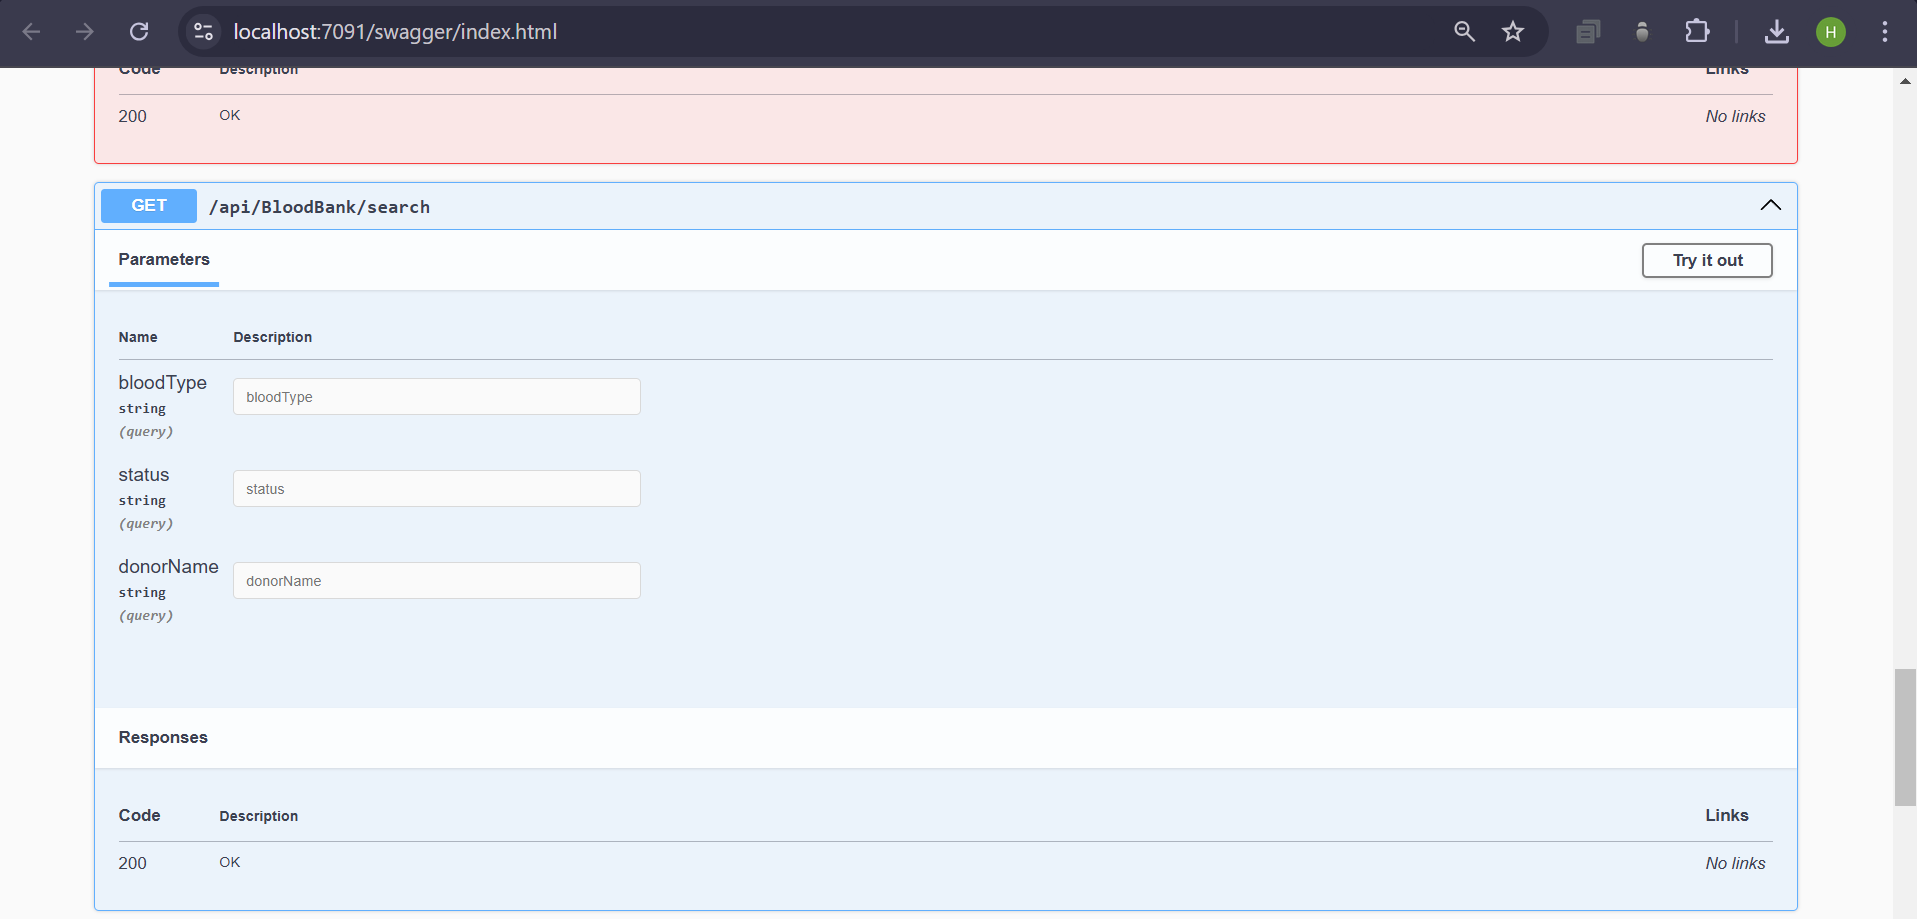 localhost:7091/swagger/index.html
H
Code Description Links
200 OK No links
GET /api/BloodBank/search
Parameters Try it out
Name Description
bloodType
string
(query)
bloodType
status
string
(query)
status
donorName
string
(query)
donorName
Responses
Code Description Links
200 OK No links